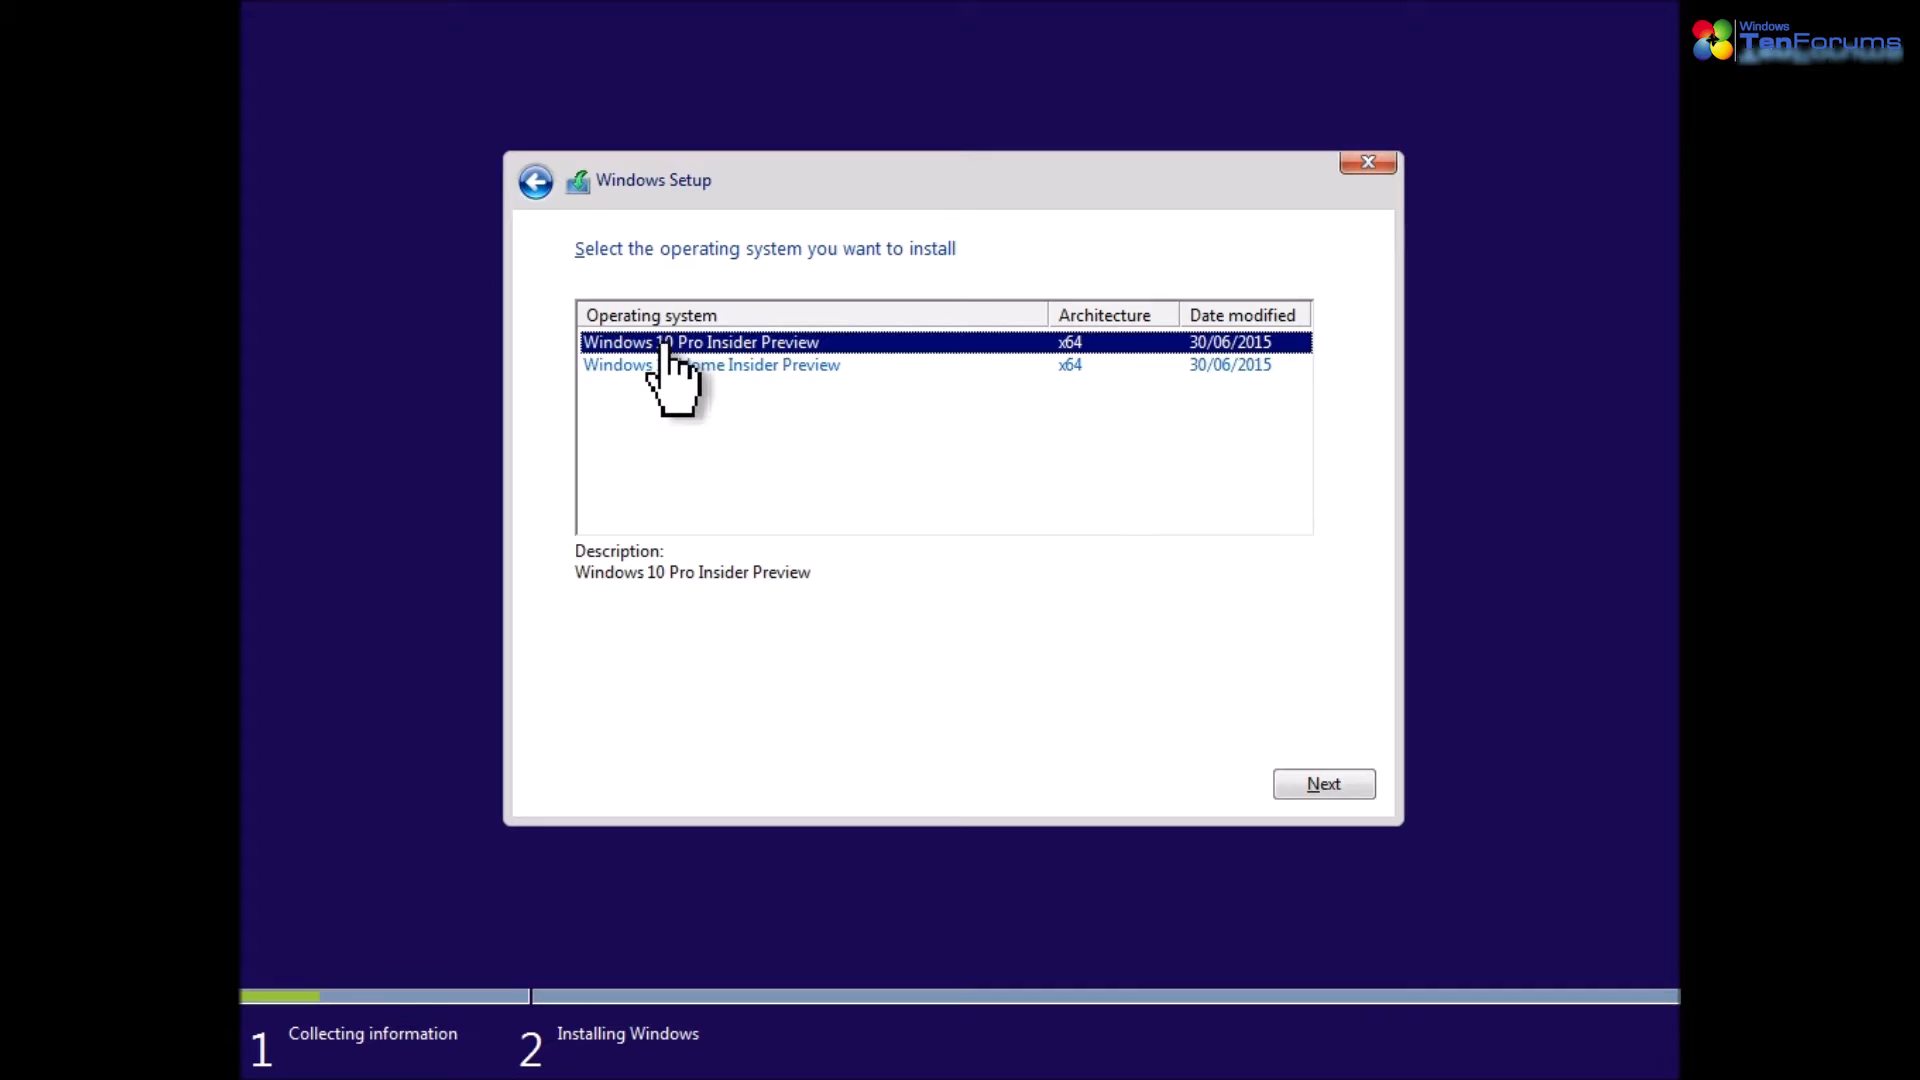 Windows
TenForums
Windows Setup
Select the operating system you want to install
Operating system Architecture Date modified
Windows 10 Pro Insider Preview x64 30/06/2015
Windows ome Insider Preview x64 30/06/2015
Description:
Windows 10 Pro Insider Preview
Next
1 Collecting information 2 Installing Windows